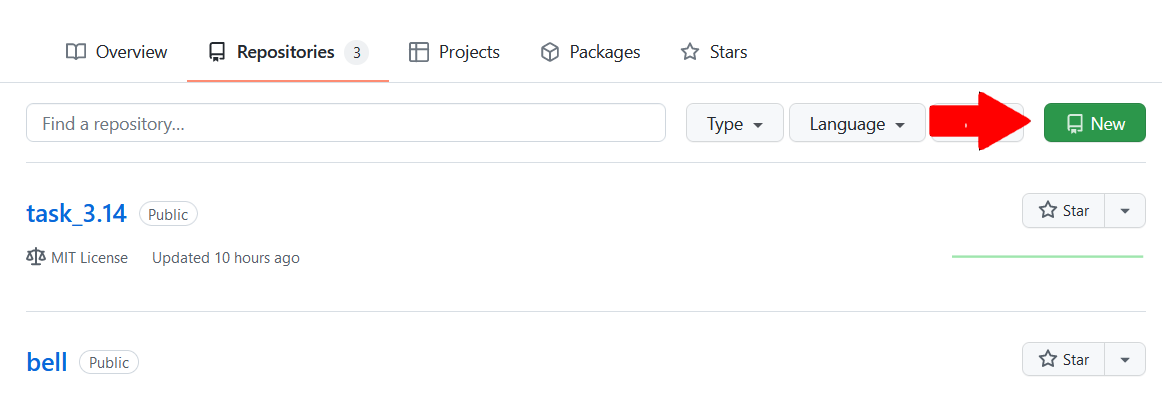 Overview Repositories 3 Projects Packages Stars
Find a repository... Type Language New
task_3.14 Public Star
MIT License Updated 10 hours ago
bell Public Star